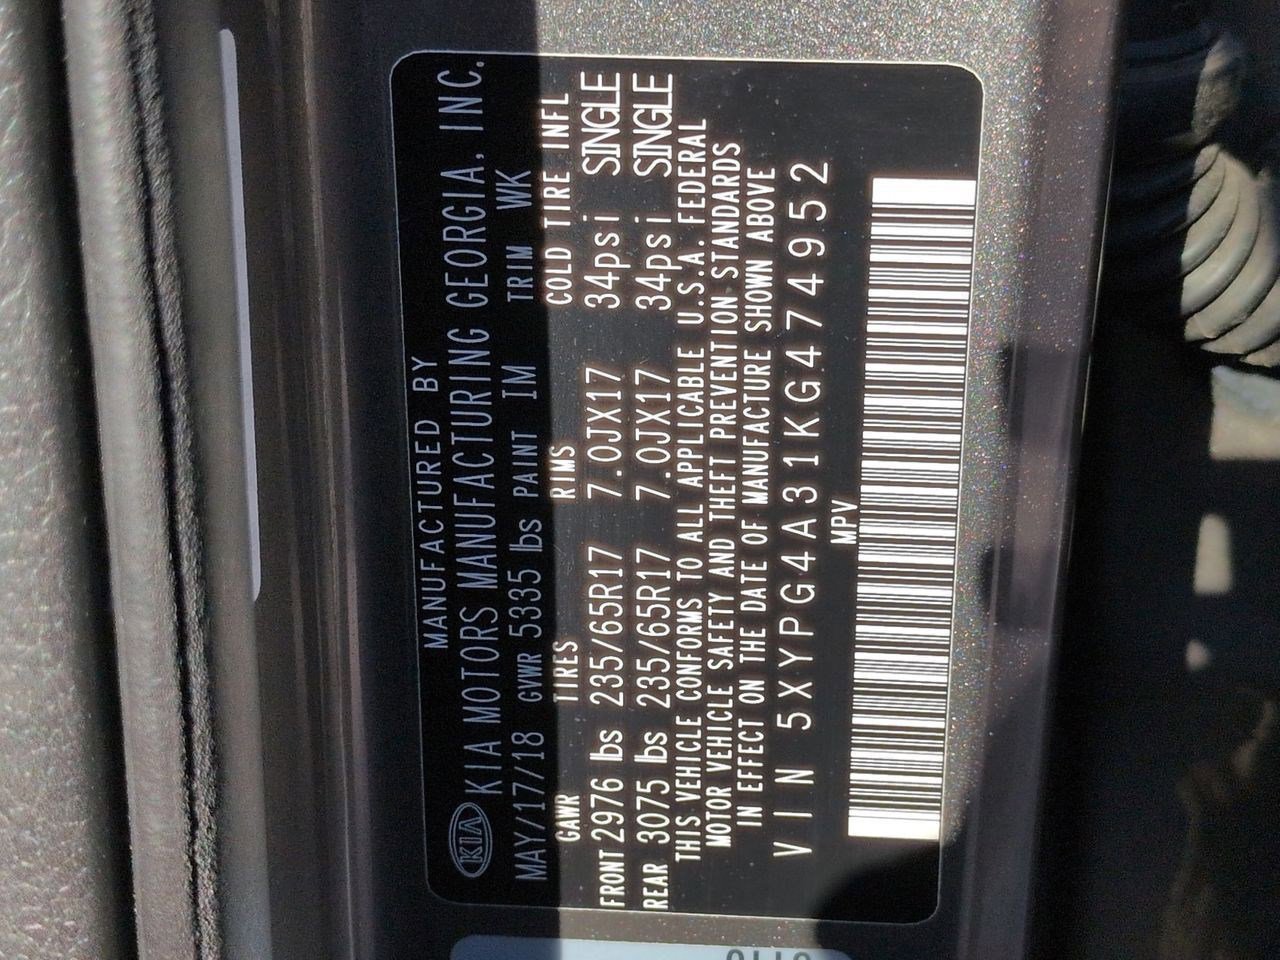 MANUFACTURED BY
KIA KIA MOTORS MANUFACTURING GEORGIA, INC.
MAY/17/18 GVWR 5335 lbs PAINT IM TRIM WK
GAWR TIRES RIMS COLD TIRE INFL
FRONT 2976 lbs 235/65R17 7.0JX17 34psi SINGLE
REAR 3075 lbs 235/65R17 7.0JX17 34psi SINGLE
THIS VEHICLE CONFORMS TO ALL APPLICABLE U.S.A. FEDERAL
MOTOR VEHICLE SAFETY AND THEFT PREVENTION STANDARDS
IN EFFECT ON THE DATE OF MANUFACTURE SHOWN ABOVE
VIN 5XYPG4A31KG474952
MPV